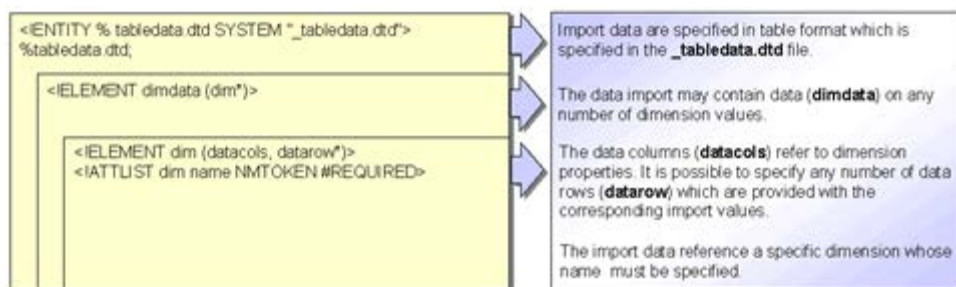 <!ENTITY % tabledata.dtd SYSTEM "_tabledata.dtd">
%tabledata.dtd;
<!ELEMENT dimdata (dim*)>
<!ELEMENT dim (datacols, datarow*)>
<!ATTLIST dim name NMTOKEN #REQUIRED>
Import data are specified in table format which is
specified in the _tabledata.dtd file.
The data import may contain data (dimdata) on any
number of dimension values.
The data columns (datacols) refer to dimension
properties. It is possible to specify any number of data
rows (datarow) which are provided with the
corresponding import values.
The import data reference a specific dimension whose
name must be specified.